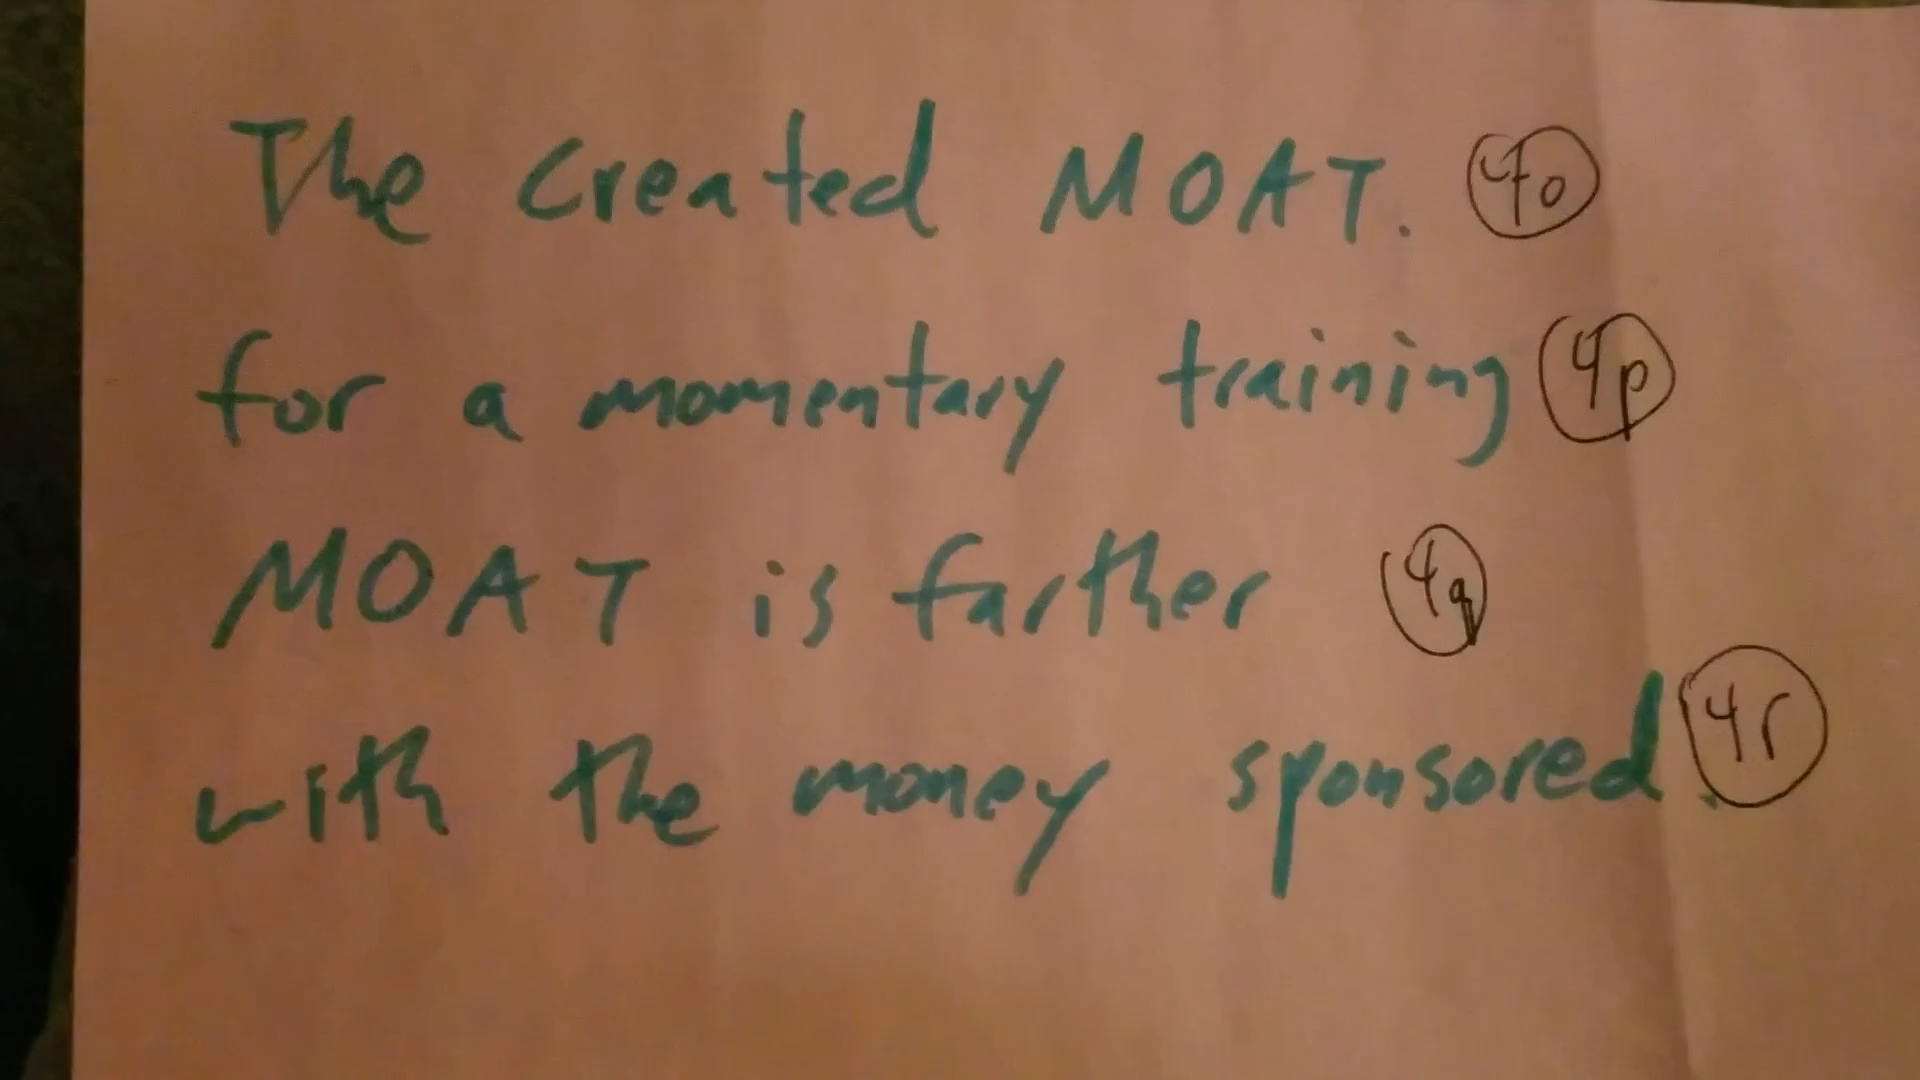 The created MOAT. 4o
for a momentary training 4p
MOAT is farther 4q
with the money sponsored. 4r